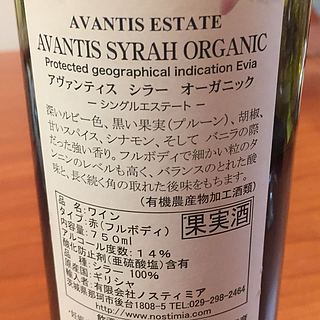 AVANTIS ESTATE
AVANTIS SYRAH ORGANIC
Protected geographical indication Evia
アヴァンティス シラー オーガニック
－シングルエステート－
深いルビー色、黒い果実(プルーン)、胡椒、
甘いスパイス、シナモン、そして バニラの際
だった強い香り。フルボディで細かい粒のタ
ンニンのレベルも高く、バランスのとれた酸
味と、長く続く角の取れた後味をもちます。
(有機農産物加工酒類)
品名：ワイン
タイプ：赤(フルボディ)
容量：７５０ml
アルコール度数：１４％
果実酒
酸化防止剤(亜硫酸塩)含有
品種：シラー 100%
原産国：ギリシャ
輸入者：有限会社ノスティミア
茨城県那珂市後台1808-5 TEL.029-298-2464
http://www.nostimia.com